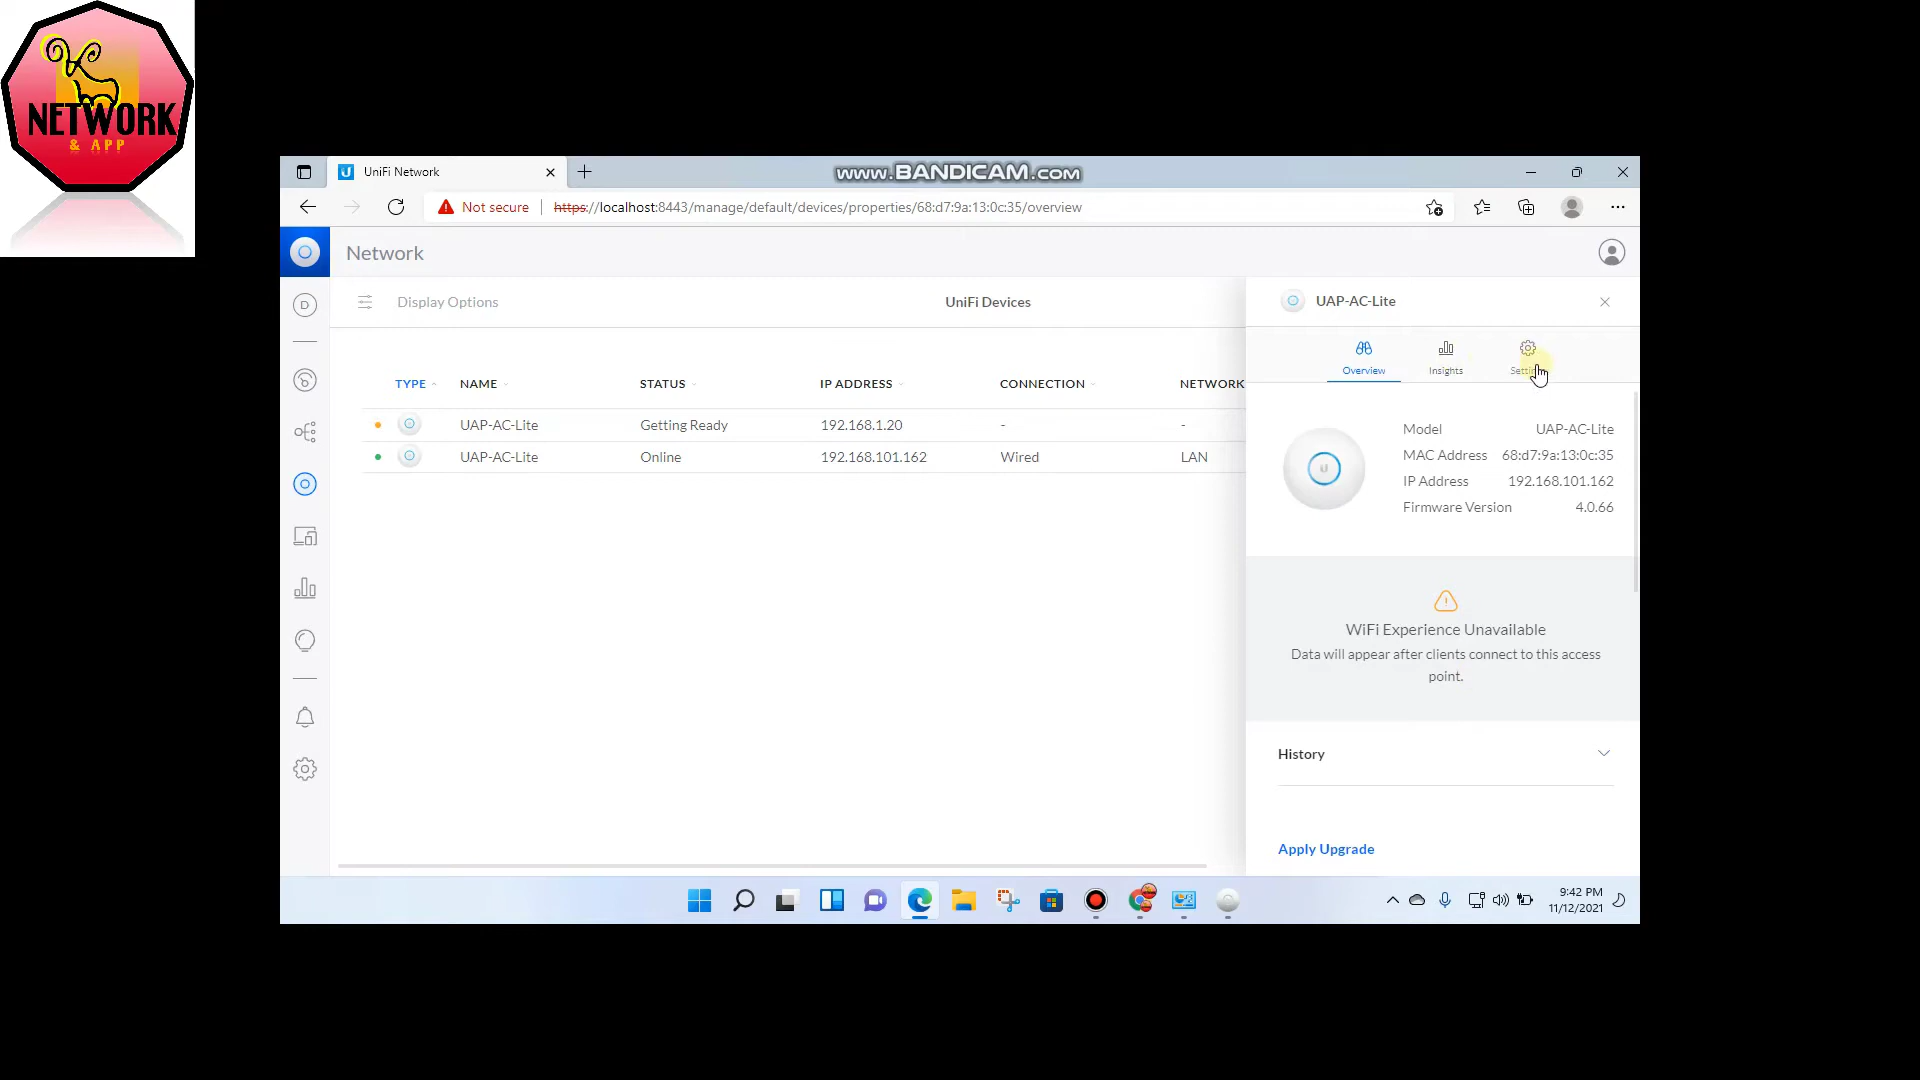 NETWORK
& APP
UniFi Network
www.BANDICAM.com
Not secure
https://localhost:8443/manage/default/devices/properties/68:d7:9a:13:0c:35/overview
Network
D
Display Options
UniFi Devices
UAP-AC-Lite
Overview
Insights
TYPE NAME STATUS IP ADDRESS CONNECTION NETWORK
UAP-AC-Lite Getting Ready 192.168.1.20 - -
UAP-AC-Lite Online 192.168.101.162 Wired LAN
Model UAP-AC-Lite
MAC Address 68:d7:9a:13:0c:35
IP Address 192.168.101.162
Firmware Version 4.0.66
WiFi Experience Unavailable
Data will appear after clients connect to this access
point.
History
Apply Upgrade
9:42 PM
11/12/2021